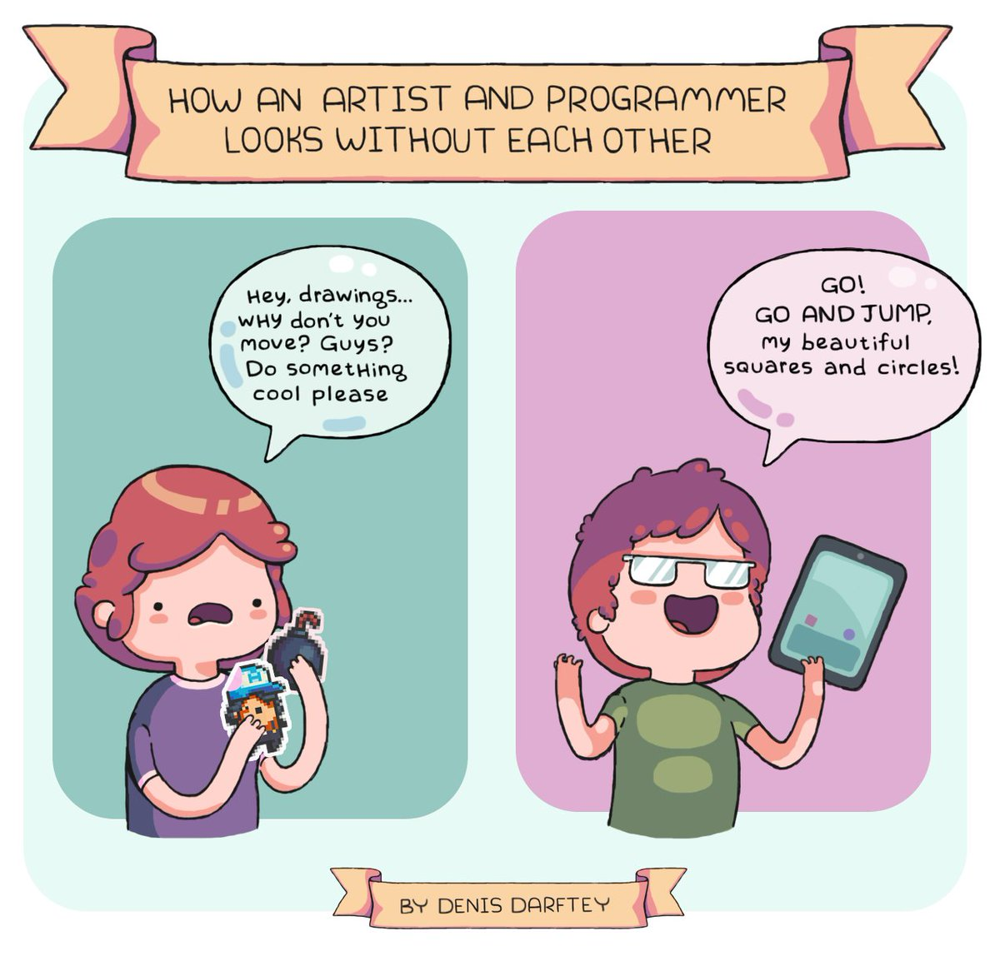 HOW AN ARTIST AND PROGRAMMER
LOOKS WITHOUT EACH OTHER
Hey, drawings...
WHY don't you
move? Guys?
Do something
cool please
GO!
GO AND JUMP,
my beautiful
squares and circles!
BY DENIS DARFTEY